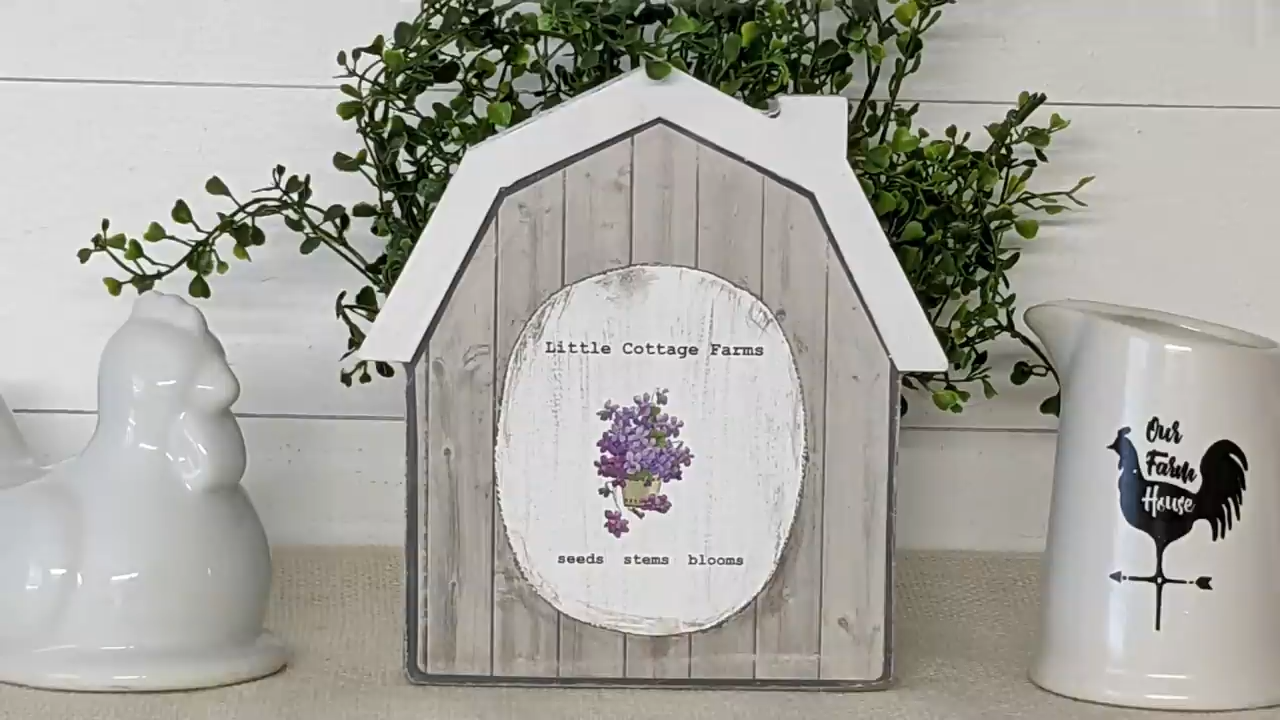 Little Cottage Farms
seeds stems blooms
Our
Farm
House